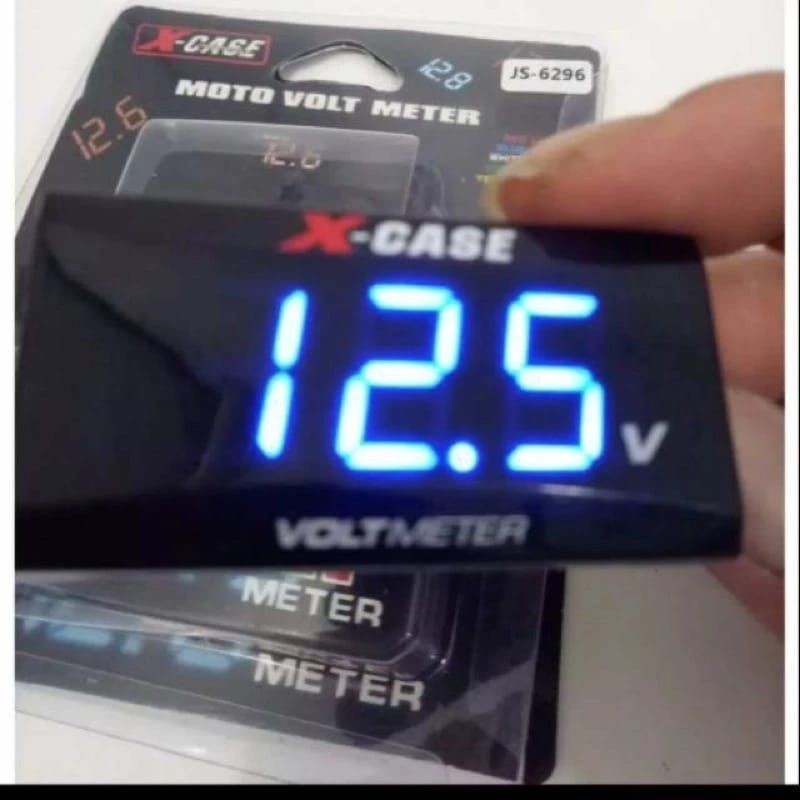 X-CASE
12.8
JS-6296
MOTO VOLT METER
12.6
12.6
X-CASE
12.5 V
VOLTMETER
METER
METER